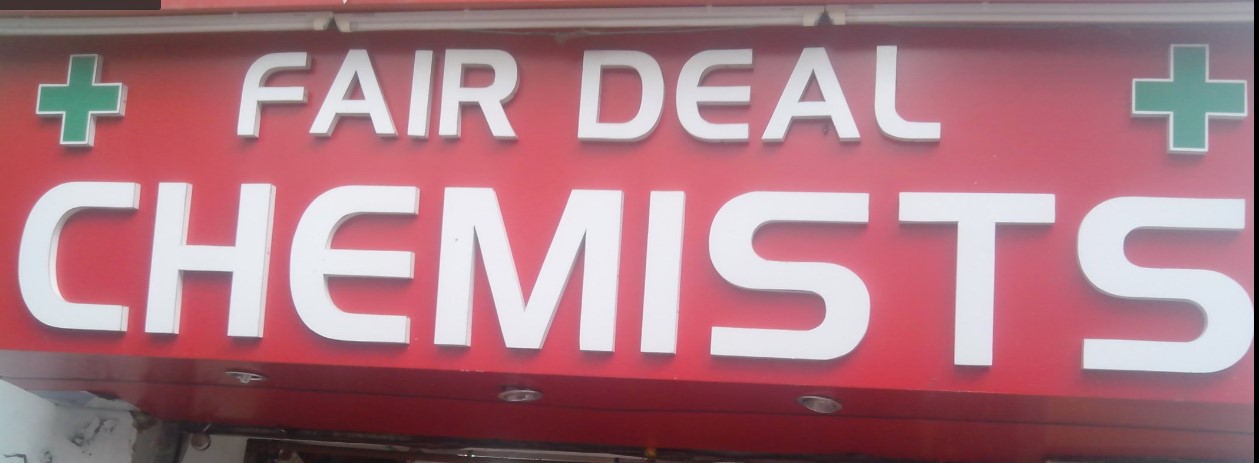 FAIR DEAL
CHEMISTS